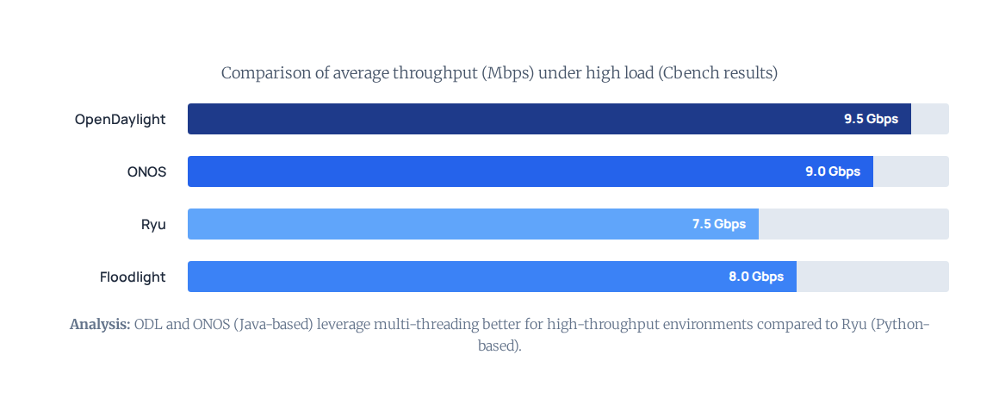 Comparison of average throughput (Mbps) under high load (Cbench results)
OpenDaylight
9.5 Gbps
ONOS
9.0 Gbps
Ryu
7.5 Gbps
Floodlight
8.0 Gbps
Analysis: ODL and ONOS (Java-based) leverage multi-threading better for high-throughput environments compared to Ryu (Python-
based).